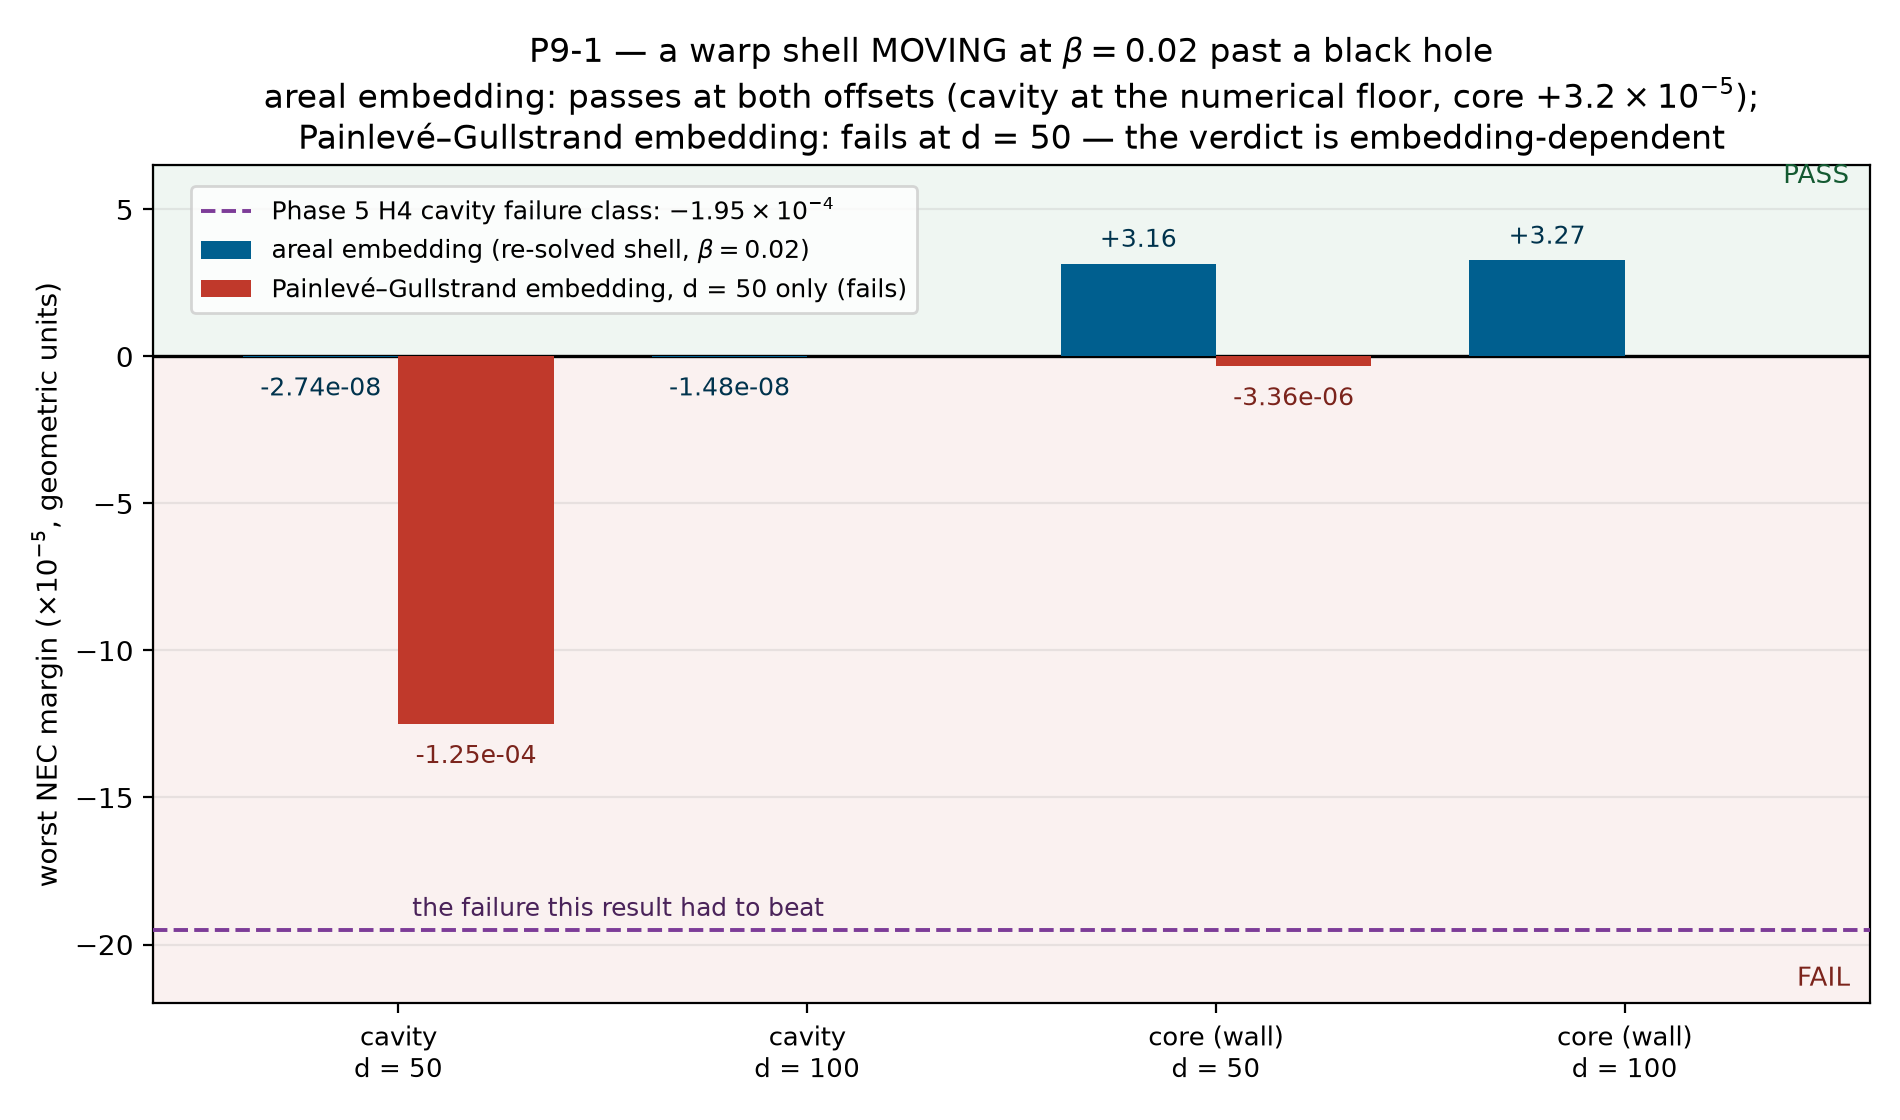 P9-1 — a warp shell MOVING at β = 0.02 past a black hole
areal embedding: passes at both offsets (cavity at the numerical floor, core +3.2 × 10⁻⁵);
Painlevé–Gullstrand embedding: fails at d = 50 — the verdict is embedding-dependent
PASS
Phase 5 H4 cavity failure class: −1.95 × 10⁻⁴
areal embedding (re-solved shell, β = 0.02)
Painlevé–Gullstrand embedding, d = 50 only (fails)
worst NEC margin (×10⁻⁵, geometric units)
5
0
−5
−10
−15
−20
+3.16
+3.27
-2.74e-08
-1.48e-08
-3.36e-06
-1.25e-04
the failure this result had to beat
FAIL
cavity
d = 50
cavity
d = 100
core (wall)
d = 50
core (wall)
d = 100